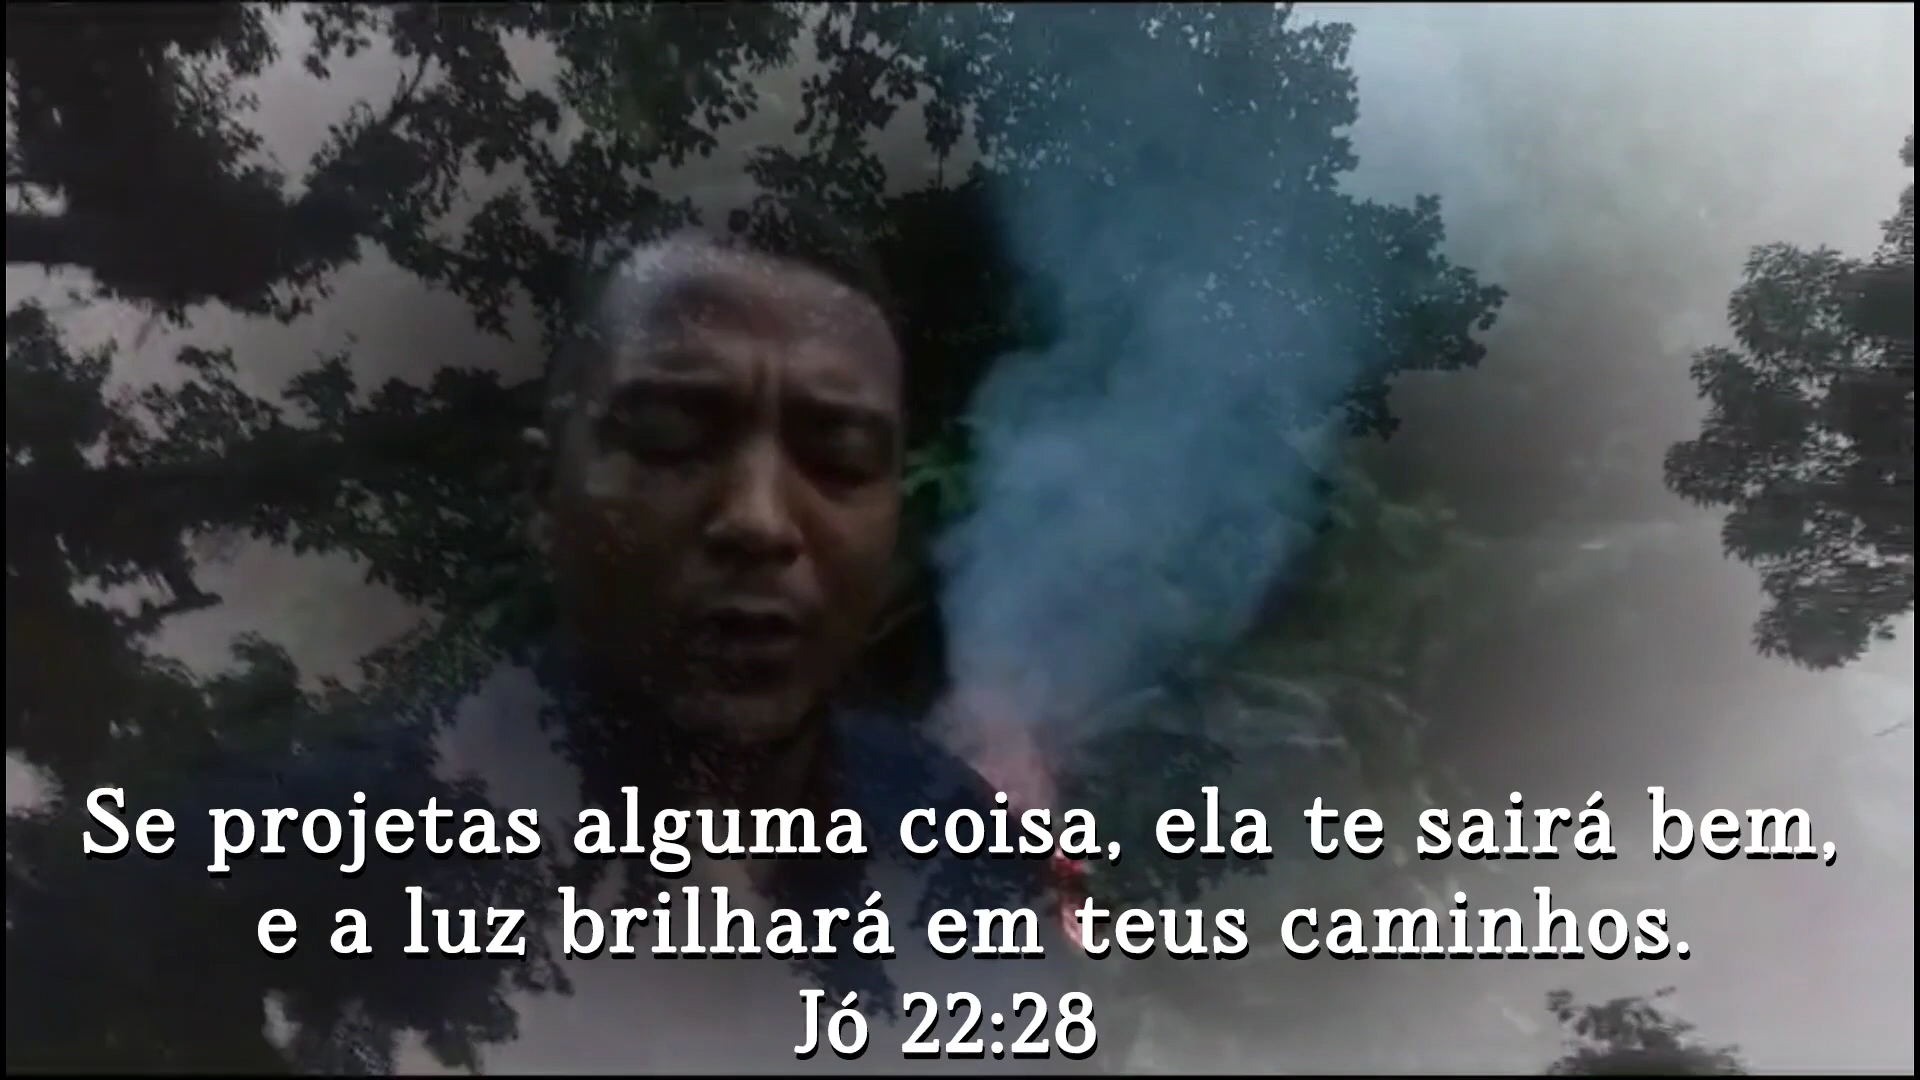 Se projetas alguma coisa, ela te sairá bem,
e a luz brilhará em teus caminhos.
Jó 22:28